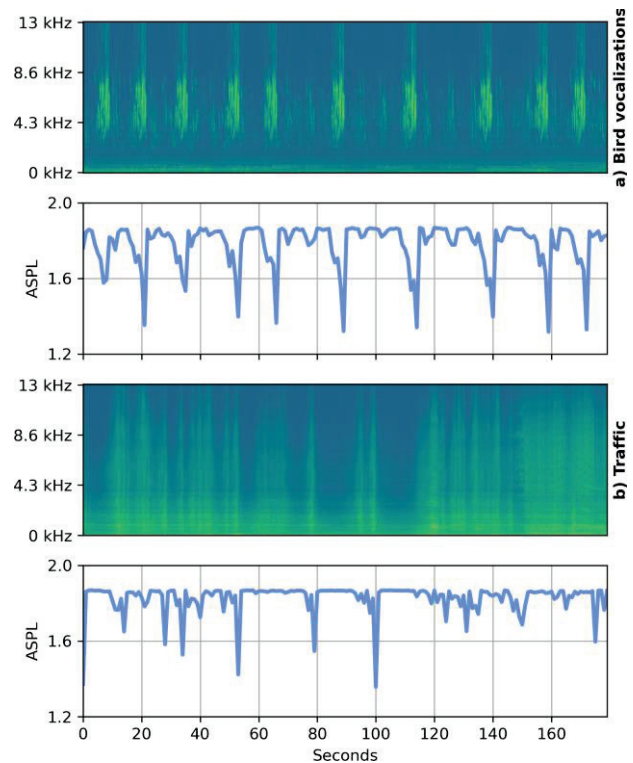 13 kHz
8.6 kHz
4.3 kHz
0 kHz
a) Bird vocalizations
2.0
1.6
1.2
ASPL
13 kHz
8.6 kHz
4.3 kHz
0 kHz
b) Traffic
2.0
1.6
1.2
ASPL
0 20 40 60 80 100 120 140 160
Seconds